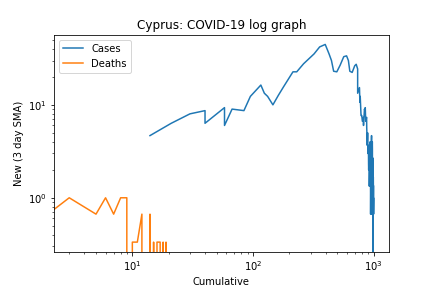 Cyprus: COVID-19 log graph
Cases
Deaths
New (3 day SMA)
10¹
10⁰
10¹
10²
10³
Cumulative